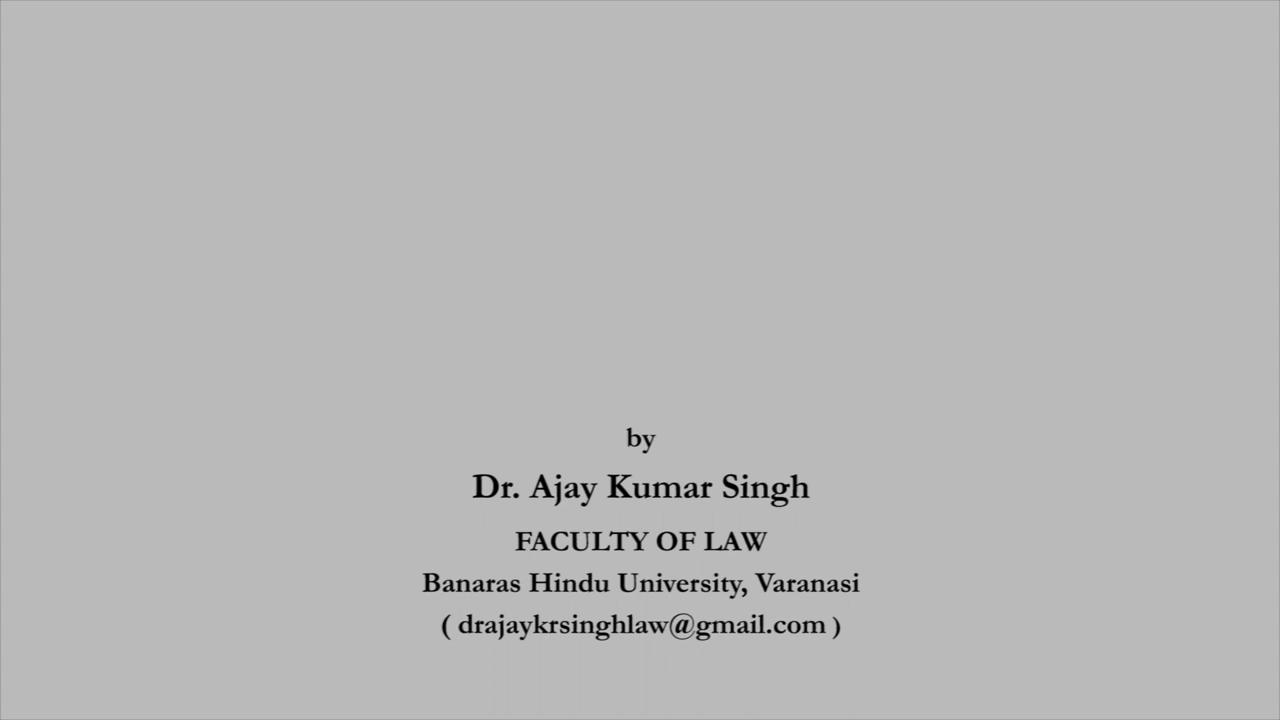 by
Dr. Ajay Kumar Singh
FACULTY OF LAW
Banaras Hindu University, Varanasi
( drajaykrsinghlaw@gmail.com )